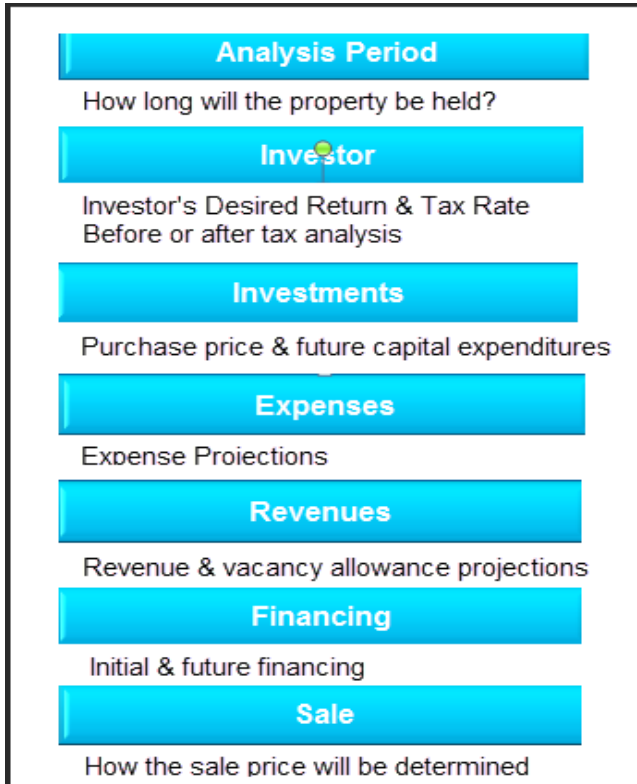 Analysis Period
How long will the property be held?
Investor
Investor's Desired Return & Tax Rate
Before or after tax analysis
Investments
Purchase price & future capital expenditures
Expenses
Expense Projections
Revenues
Revenue & vacancy allowance projections
Financing
Initial & future financing
Sale
How the sale price will be determined